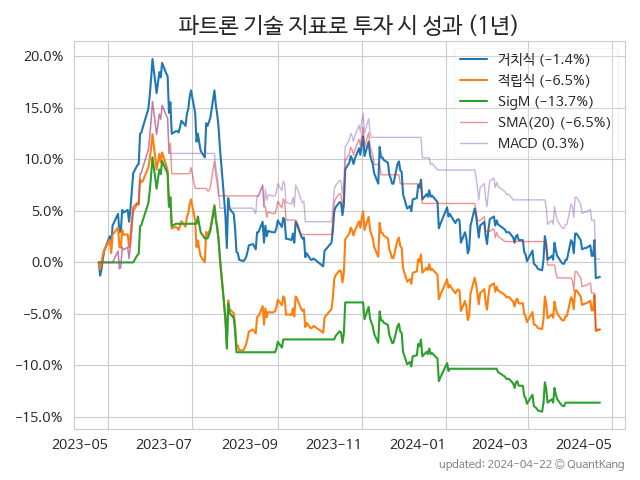 파트론 기술 지표로 투자 시 성과 (1년)
거치식 (−1.4%)
적립식 (−6.5%)
SigM (−13.7%)
SMA(20) (−6.5%)
MACD (0.3%)
20.0%
15.0%
10.0%
5.0%
0.0%
−5.0%
−10.0%
−15.0%
2023-05 2023-07 2023-09 2023-11 2024-01 2024-03 2024-05
updated: 2024-04-22 © QuantKang